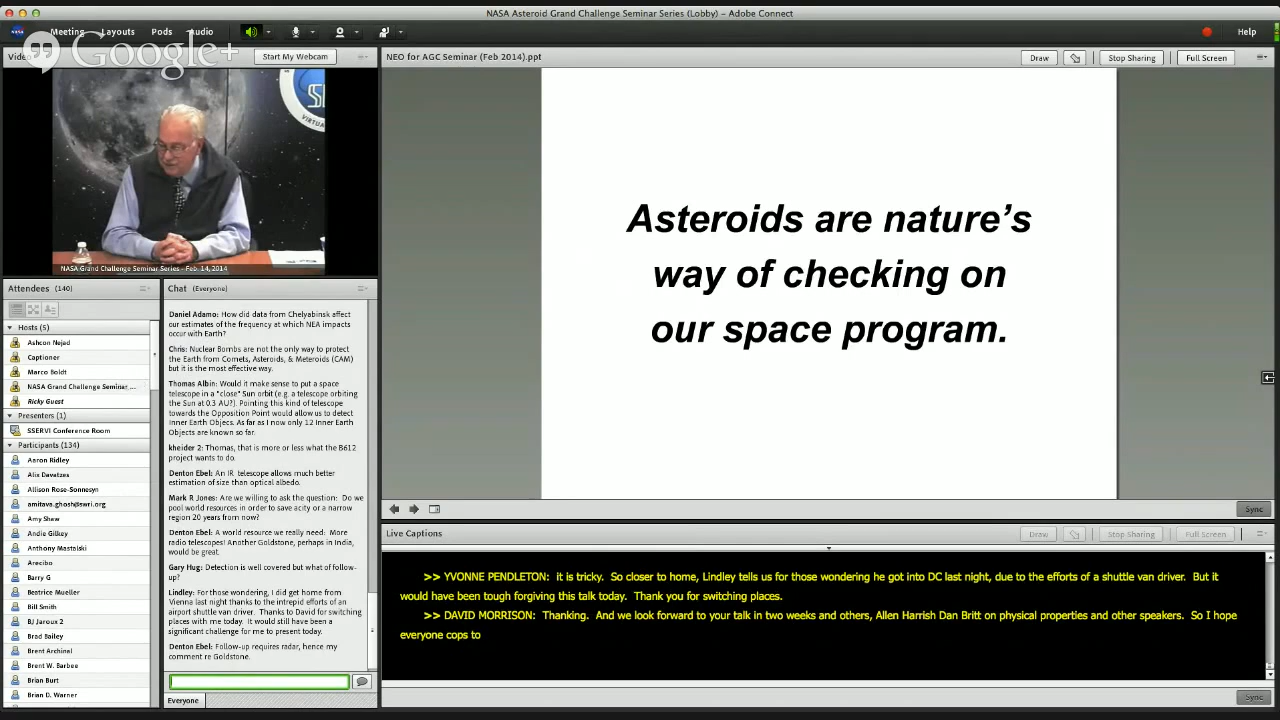 NASA Asteroid Grand Challenge Seminar Series (Lobby) – Adobe Connect
Meeting Layouts Pods Audio
Help
Google+
Video
Start My Webcam
NASA Grand Challenge Seminar Series - Feb. 14, 2014
Attendees (140)
Hosts (5)
Ashcon Nejad
Captioner
Marco Boldt
NASA Grand Challenge Seminar ...
Ricky Guest
Presenters (1)
SSERVI Conference Room
Participants (134)
Aaron Ridley
Alix Davatzes
Allison Rose-Sonnesyn
amitava.ghosh@swri.org
Amy Shaw
Andie Gilkey
Anthony Mastalski
Arecibo
Barry G
Beatrice Mueller
Bill Smith
BJ Jaroux 2
Brad Bailey
Brent Archinel
Brent W. Barbee
Brian Burt
Brian D. Warner
Chat (Everyone)
Daniel Adamo: How did data from Chelyabinsk affect
our estimates of the frequency at which NEA impacts
occur with Earth?
Chris: Nuclear Bombs are not the only way to protect
the Earth from Comets, Asteroids, & Meteroids (CAM)
but it is the most effective way.
Thomas Albin: Would it make sense to put a space
telescope in a "close" Sun orbit (e.g. a telescope orbiting
the Sun at 0.3 AU?). Pointing this kind of telescope
towards the Opposition Point would allow us to detect
Inner Earth Objecs. As far as I now only 12 Inner Earth
Objects are known so far.
kheider 2: Thomas, that is more or less what the B612
project wants to do.
Denton Ebel: An IR telescope allows much better
estimation of size than optical albedo.
Mark R Jones: Are we willing to ask the question: Do we
pool world resources in order to save acity or a narrow
region 20 years from now?
Denton Ebel: A world resource we really need: More
radio telescopes! Another Goldstone, perhaps in India,
would be great.
Gary Hug: Detection is well covered but what of follow-
up?
Lindley: For those wondering, I did get home from
Vienna last night thanks to the intrepid efforts of an
airport shuttle van driver. Thanks to David for switching
places with me today. It would still have been a
significant challenge for me to present today.
Denton Ebel: Follow-up requires radar, hence my
comment re Goldstone.
Everyone
NEO for AGC Seminar (Feb 2014).ppt
Draw Stop Sharing Full Screen
Asteroids are nature’s
way of checking on
our space program.
Sync
Live Captions
Draw Stop Sharing Full Screen
>> YVONNE PENDLETON: it is tricky. So closer to home, Lindley tells us for those wondering he got into DC last night, due to the efforts of a shuttle van driver. But it
would have been tough forgiving this talk today. Thank you for switching places.
>> DAVID MORRISON: Thanking. And we look forward to your talk in two weeks and others, Allen Harrish Dan Britt on physical properties and other speakers. So I hope
everyone cops to
Sync